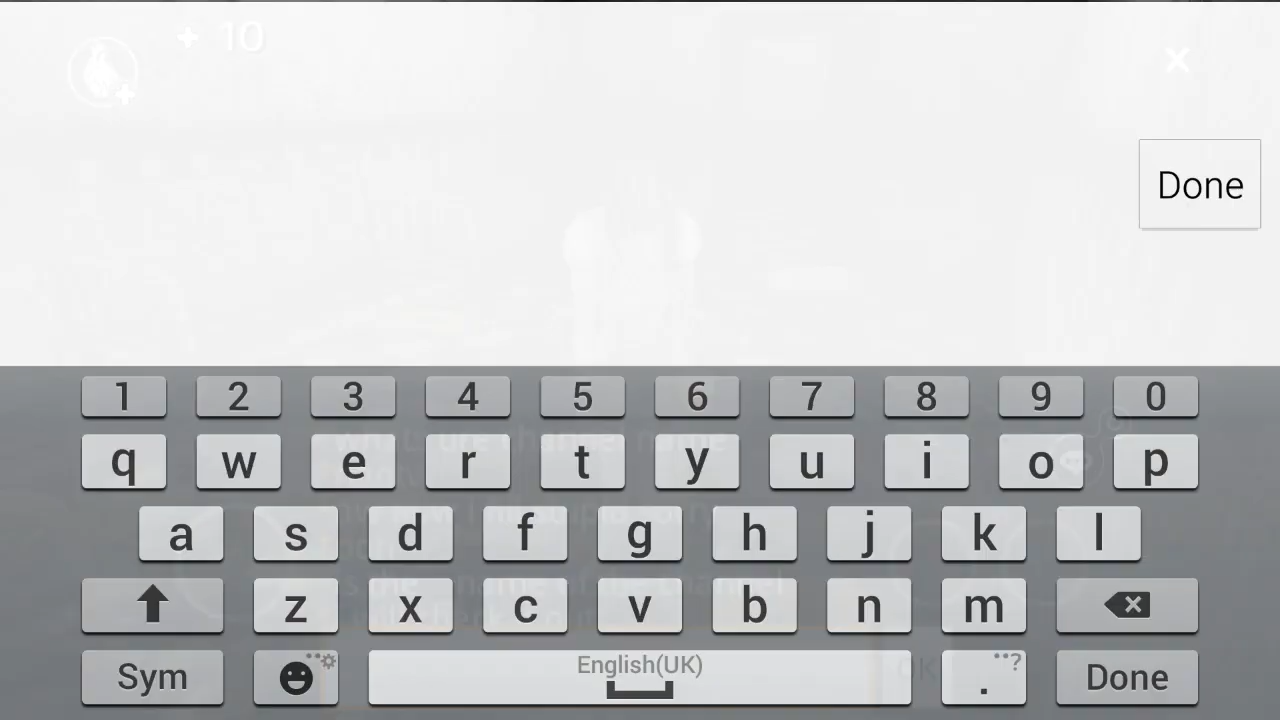 + 10
×
Done
1 2 3 4 5 6 7 8 9 0
q w e r t y u i o p
a s d f g h j k l
z x c v b n m
Sym English(UK) . ..? Done